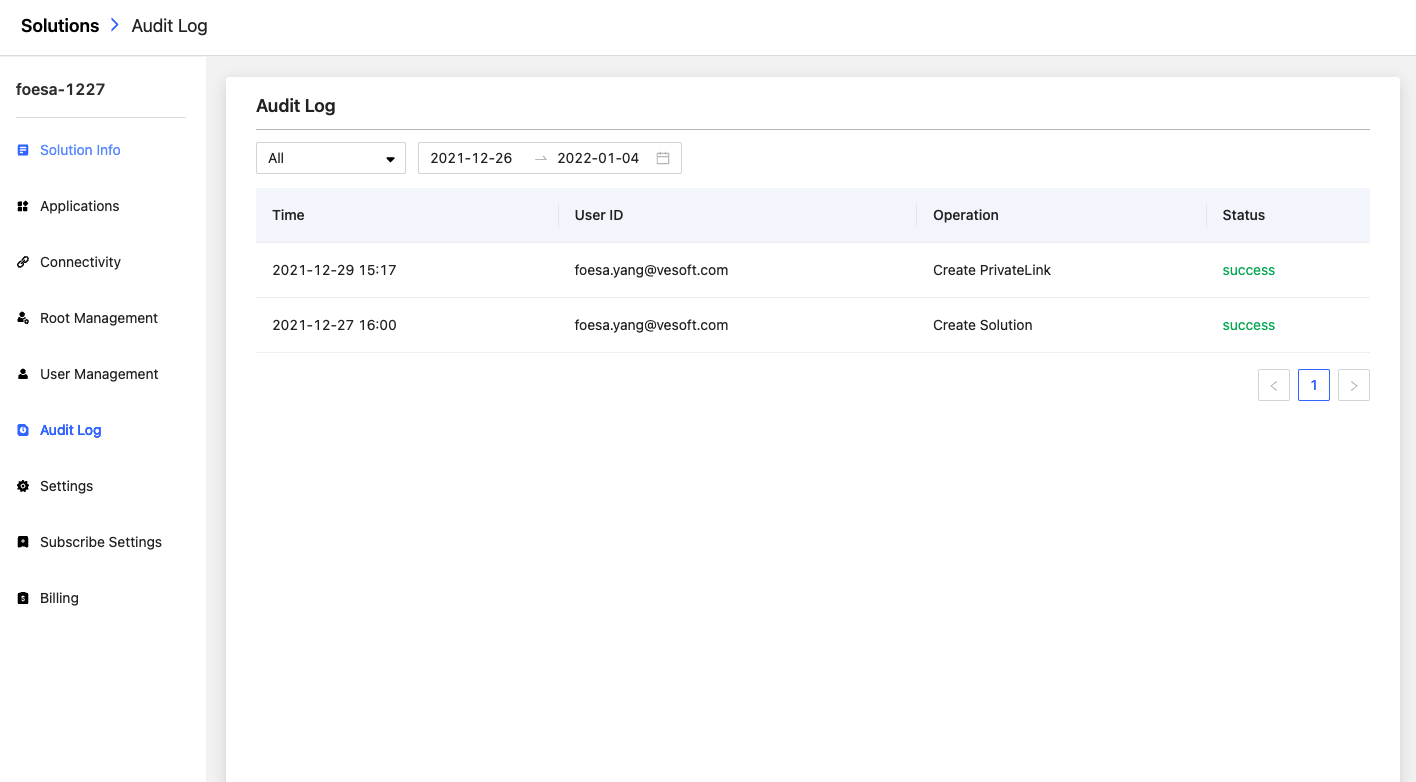 Solutions > Audit Log
foesa-1227
Solution Info
Applications
Connectivity
Root Management
User Management
Audit Log
Settings
Subscribe Settings
Billing
Audit Log
All 2021-12-26 → 2022-01-04
Time User ID Operation Status
2021-12-29 15:17 foesa.yang@vesoft.com Create PrivateLink success
2021-12-27 16:00 foesa.yang@vesoft.com Create Solution success
< 1 >